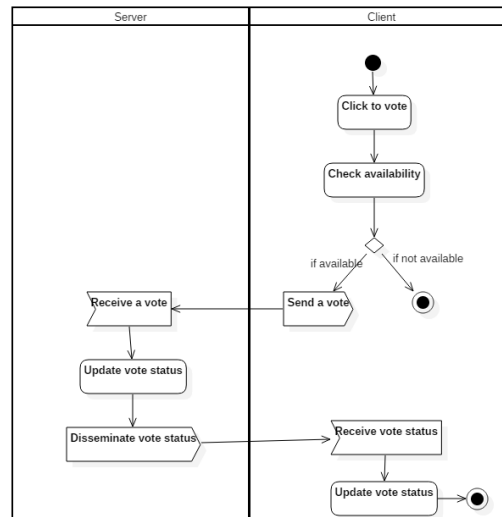 Server
Client
Click to vote
Check availability
if available
if not available
Receive a vote
Send a vote
Update vote status
Disseminate vote status
Receive vote status
Update vote status